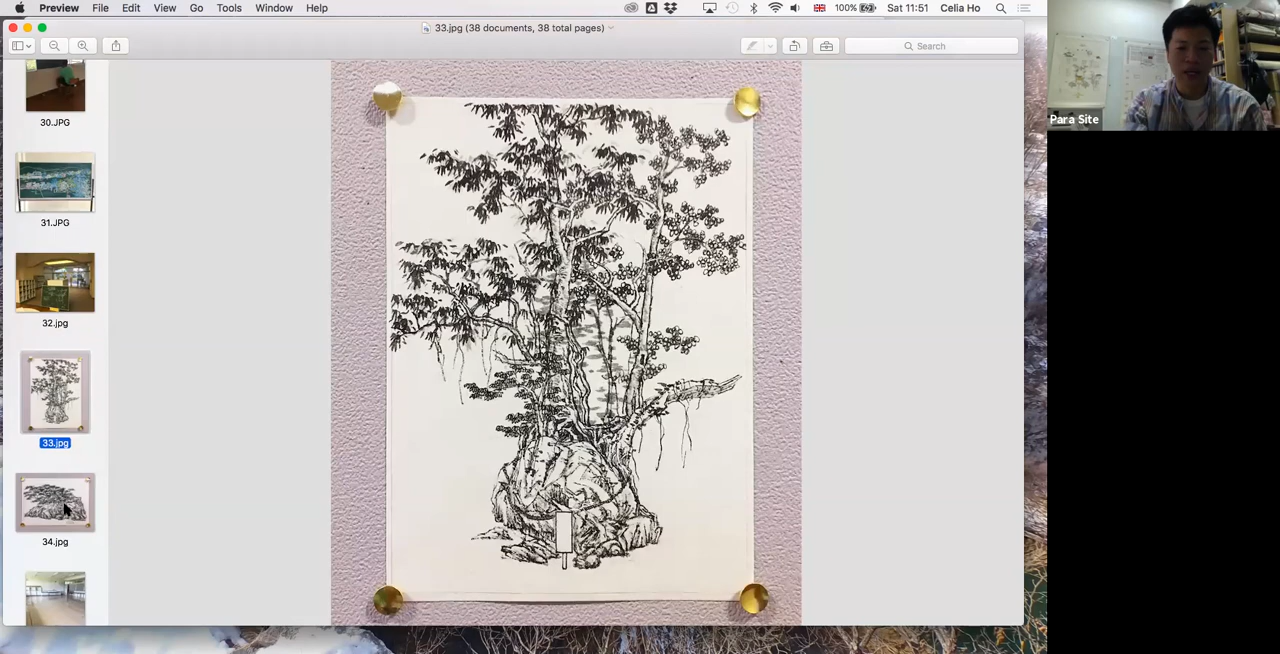 Preview File Edit View Go Tools Window Help
100% Sat 11:51 Celia Ho
33.jpg (38 documents, 38 total pages)
Search
30.JPG
31.JPG
32.jpg
33.jpg
34.jpg
Para Site